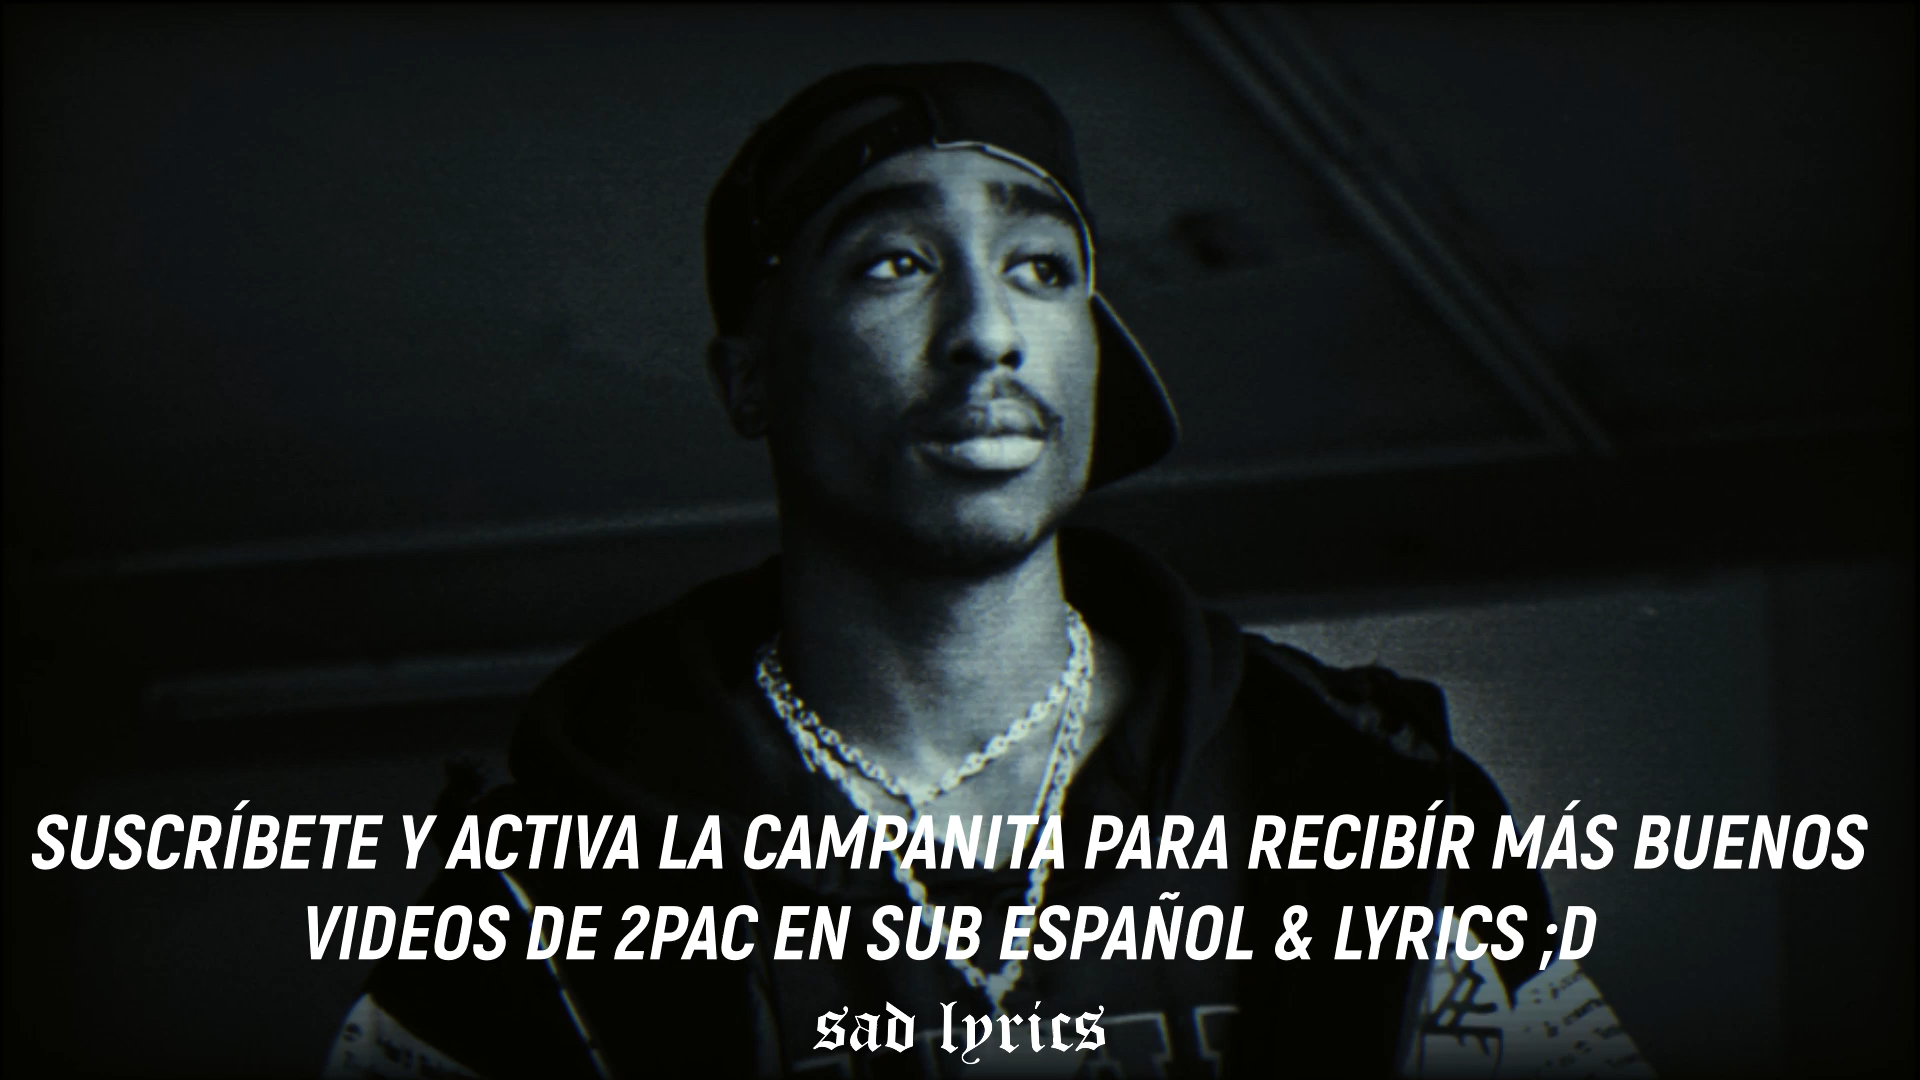 SUSCRÍBETE Y ACTIVA LA CAMPANITA PARA RECIBÍR MÁS BUENOS
VIDEOS DE 2PAC EN SUB ESPAÑOL & LYRICS ;D
sad lyrics